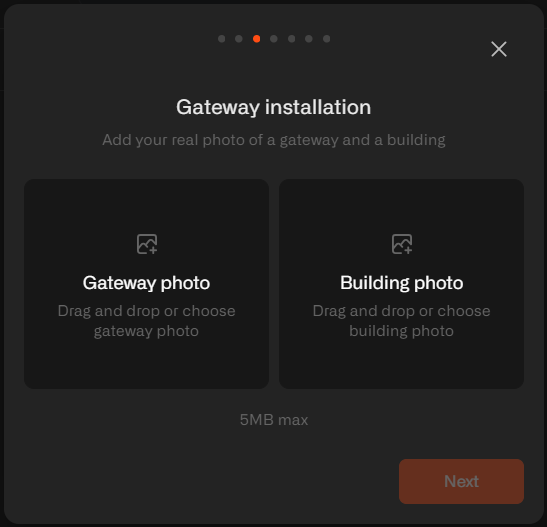 Gateway installation
Add your real photo of a gateway and a building
Gateway photo
Drag and drop or choose
gateway photo
Building photo
Drag and drop or choose
building photo
5MB max
Next